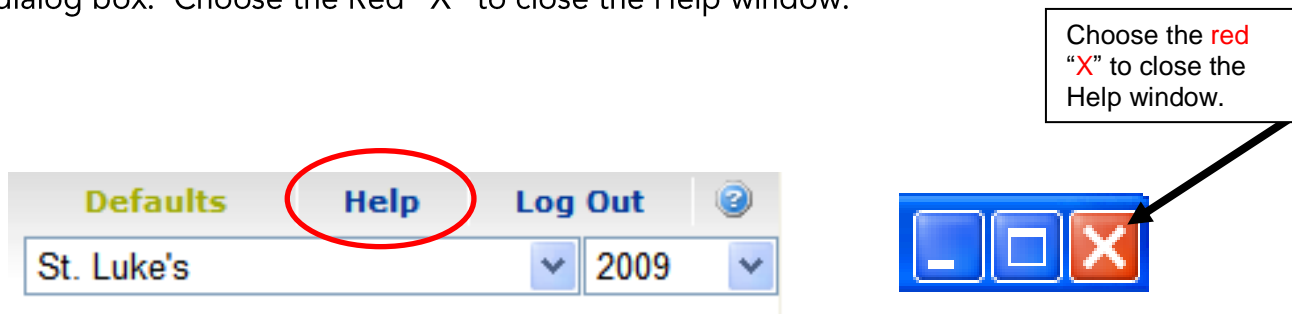 dialog box. Choose the Red "X" to close the Help window.
Choose the red
“X” to close the
Help window.
Defaults Help Log Out ?
St. Luke's 2009